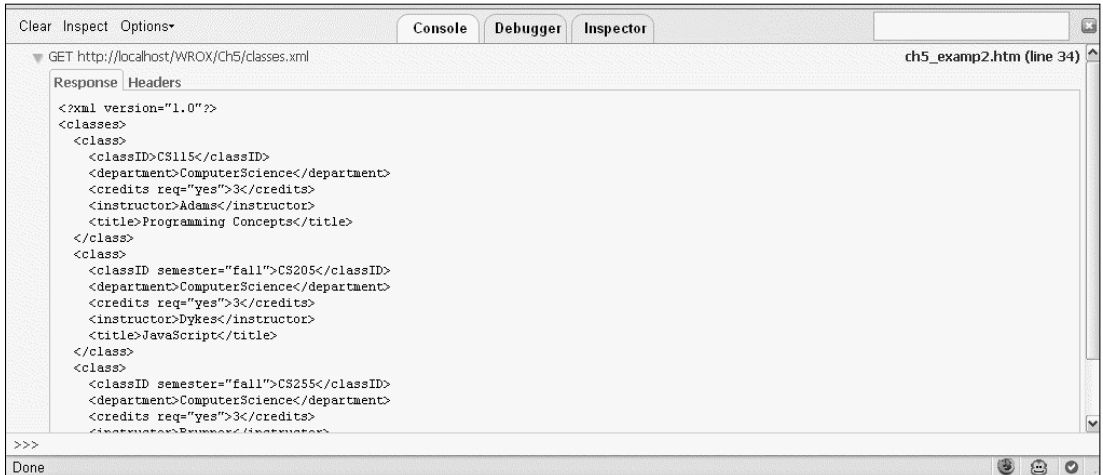 Clear Inspect Options
Console Debugger Inspector
GET http://localhost/WROX/Ch5/classes.xml ch5_examp2.htm (line 34)
Response Headers
<?xml version="1.0"?>
<classes>
<class>
<classID>CS115</classID>
<department>ComputerScience</department>
<credits req="yes">3</credits>
<instructor>Adams</instructor>
<title>Programming Concepts</title>
</class>
<class>
<classID semester="fall">CS205</classID>
<department>ComputerScience</department>
<credits req="yes">3</credits>
<instructor>Dykes</instructor>
<title>JavaScript</title>
</class>
<class>
<classID semester="fall">CS255</classID>
<department>ComputerScience</department>
<credits req="yes">3</credits>
<instructor>Brunner</instructor>
>>>
Done